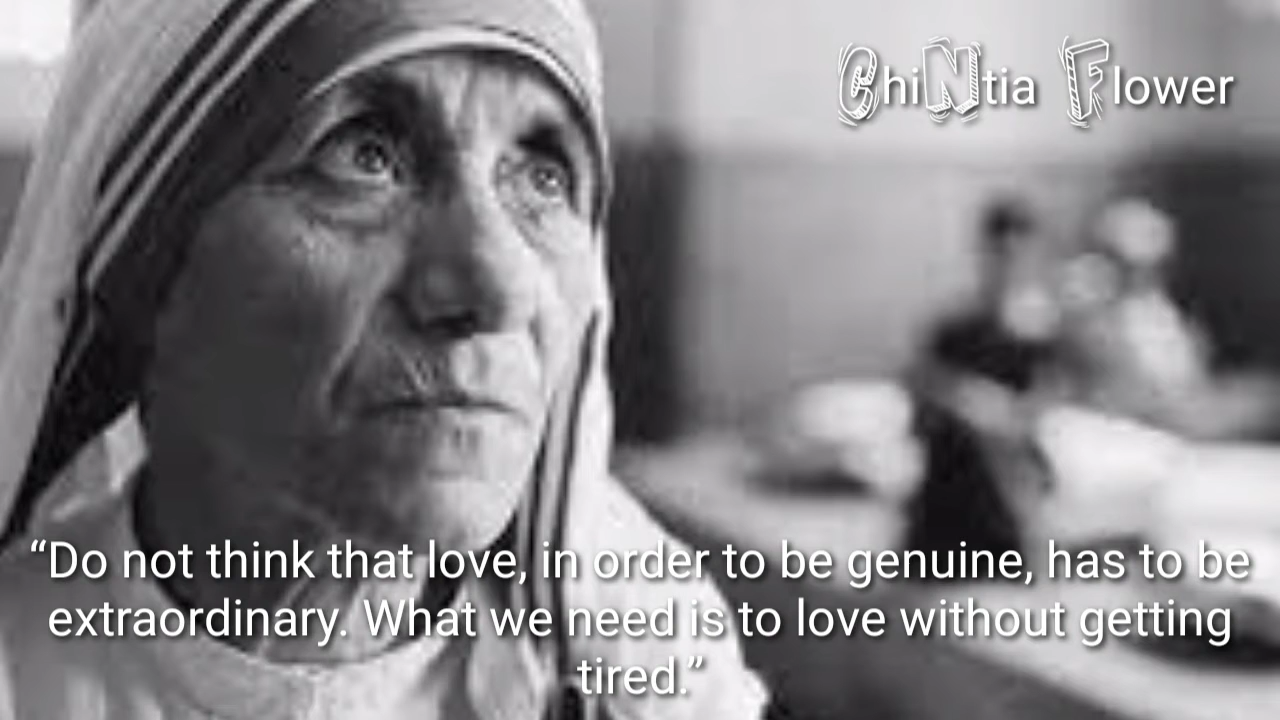 ChiNtia Flower
“Do not think that love, in order to be genuine, has to be
extraordinary. What we need is to love without getting
tired.”